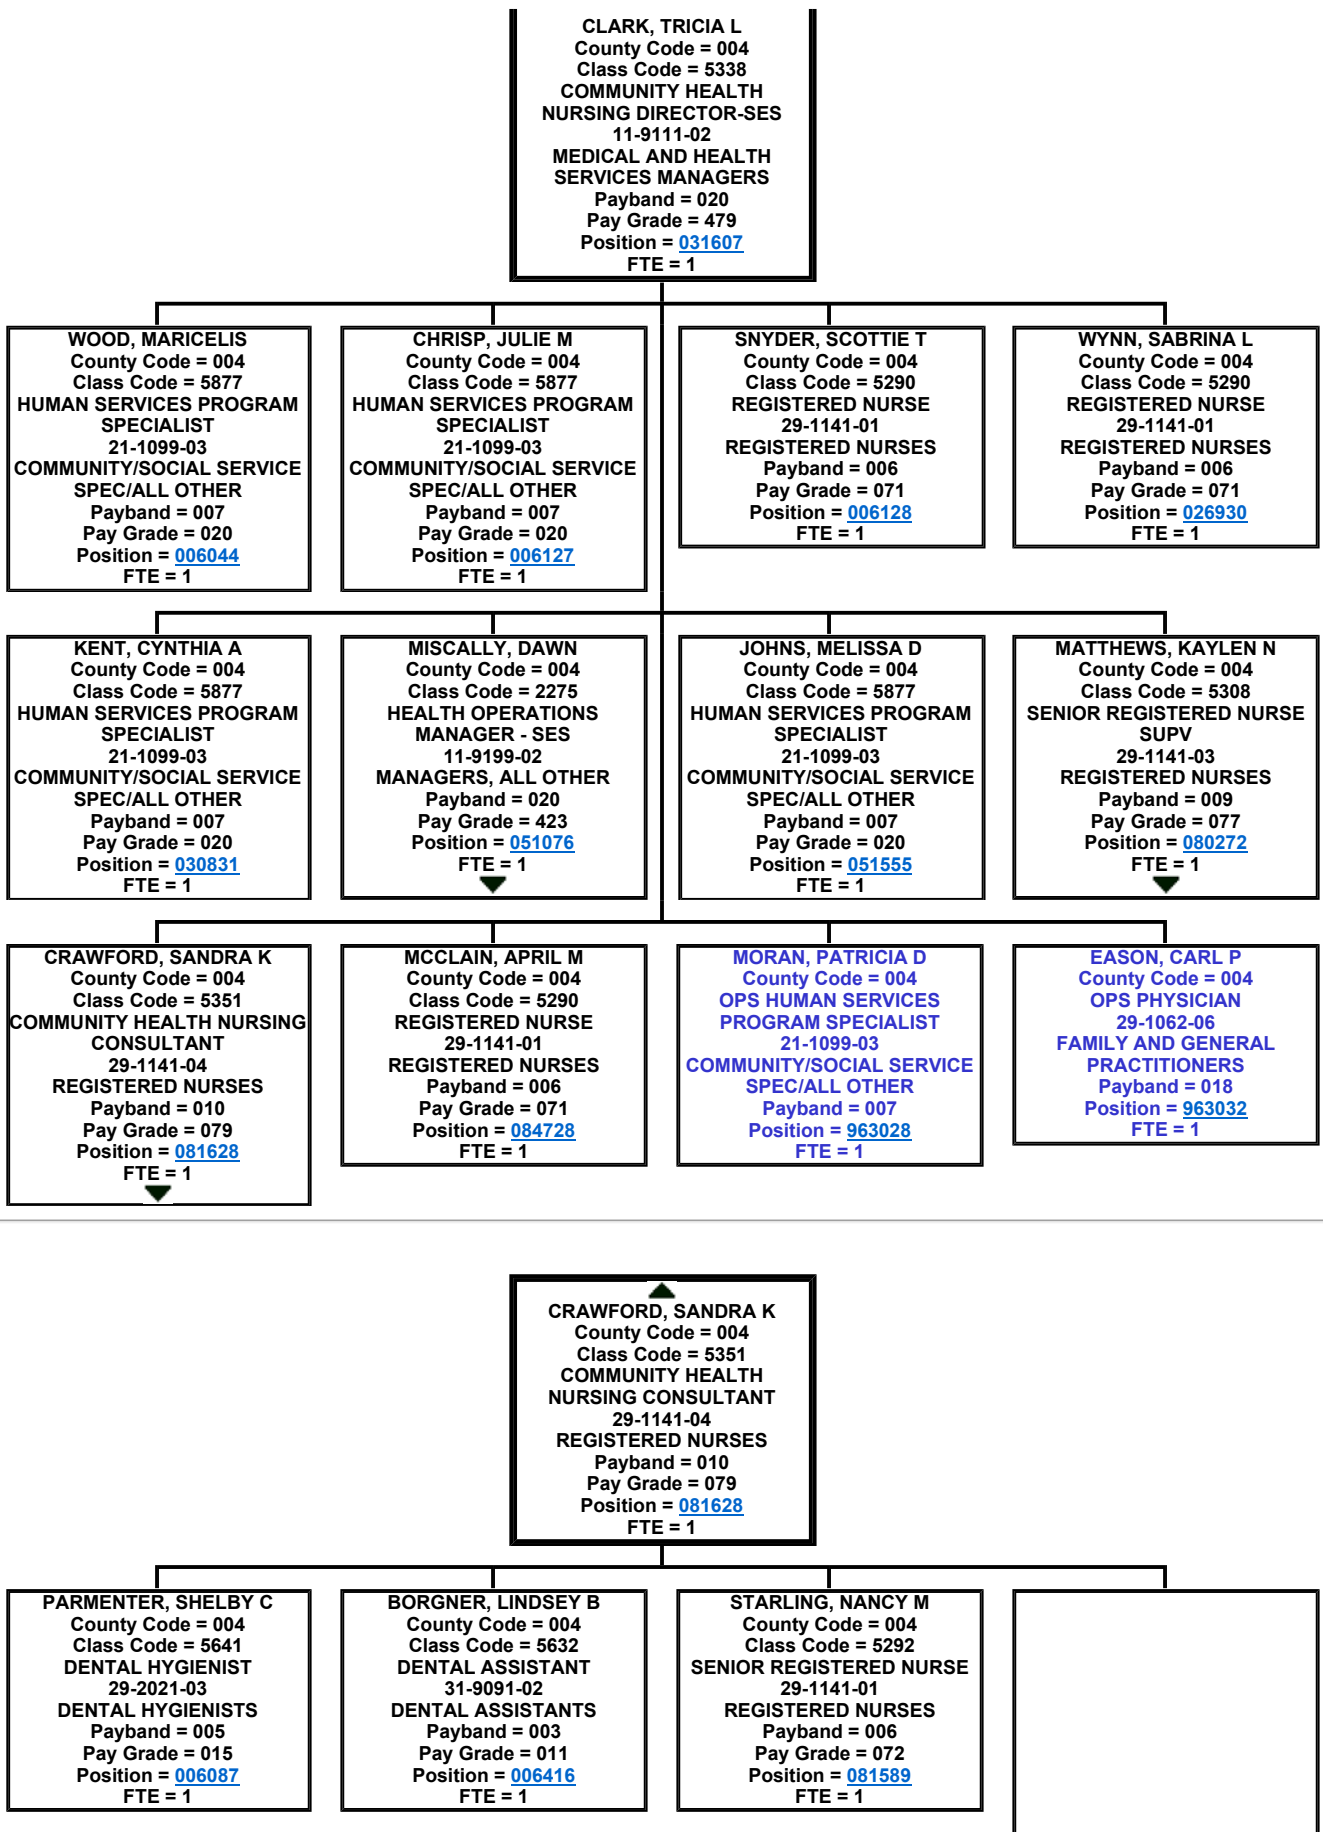 CLARK, TRICIA L
County Code = 004
Class Code = 5338
COMMUNITY HEALTH
NURSING DIRECTOR-SES
11-9111-02
MEDICAL AND HEALTH
SERVICES MANAGERS
Payband = 020
Pay Grade = 479
Position = 031607
FTE = 1
WOOD, MARICELIS
County Code = 004
Class Code = 5877
HUMAN SERVICES PROGRAM
SPECIALIST
21-1099-03
COMMUNITY/SOCIAL SERVICE
SPEC/ALL OTHER
Payband = 007
Pay Grade = 020
Position = 006044
FTE = 1
CHRISP, JULIE M
County Code = 004
Class Code = 5877
HUMAN SERVICES PROGRAM
SPECIALIST
21-1099-03
COMMUNITY/SOCIAL SERVICE
SPEC/ALL OTHER
Payband = 007
Pay Grade = 020
Position = 006127
FTE = 1
SNYDER, SCOTTIE T
County Code = 004
Class Code = 5290
REGISTERED NURSE
29-1141-01
REGISTERED NURSES
Payband = 006
Pay Grade = 071
Position = 006128
FTE = 1
WYNN, SABRINA L
County Code = 004
Class Code = 5290
REGISTERED NURSE
29-1141-01
REGISTERED NURSES
Payband = 006
Pay Grade = 071
Position = 026930
FTE = 1
KENT, CYNTHIA A
County Code = 004
Class Code = 5877
HUMAN SERVICES PROGRAM
SPECIALIST
21-1099-03
COMMUNITY/SOCIAL SERVICE
SPEC/ALL OTHER
Payband = 007
Pay Grade = 020
Position = 030831
FTE = 1
MISCALLY, DAWN
County Code = 004
Class Code = 2275
HEALTH OPERATIONS
MANAGER - SES
11-9199-02
MANAGERS, ALL OTHER
Payband = 020
Pay Grade = 423
Position = 051076
FTE = 1
JOHNS, MELISSA D
County Code = 004
Class Code = 5877
HUMAN SERVICES PROGRAM
SPECIALIST
21-1099-03
COMMUNITY/SOCIAL SERVICE
SPEC/ALL OTHER
Payband = 007
Pay Grade = 020
Position = 051555
FTE = 1
MATTHEWS, KAYLEN N
County Code = 004
Class Code = 5308
SENIOR REGISTERED NURSE
SUPV
29-1141-03
REGISTERED NURSES
Payband = 009
Pay Grade = 077
Position = 080272
FTE = 1
CRAWFORD, SANDRA K
County Code = 004
Class Code = 5351
COMMUNITY HEALTH NURSING
CONSULTANT
29-1141-04
REGISTERED NURSES
Payband = 010
Pay Grade = 079
Position = 081628
FTE = 1
MCCLAIN, APRIL M
County Code = 004
Class Code = 5290
REGISTERED NURSE
29-1141-01
REGISTERED NURSES
Payband = 006
Pay Grade = 071
Position = 084728
FTE = 1
MORAN, PATRICIA D
County Code = 004
OPS HUMAN SERVICES
PROGRAM SPECIALIST
21-1099-03
COMMUNITY/SOCIAL SERVICE
SPEC/ALL OTHER
Payband = 007
Position = 963028
FTE = 1
EASON, CARL P
County Code = 004
OPS PHYSICIAN
29-1062-06
FAMILY AND GENERAL
PRACTITIONERS
Payband = 018
Position = 963032
FTE = 1
CRAWFORD, SANDRA K
County Code = 004
Class Code = 5351
COMMUNITY HEALTH
NURSING CONSULTANT
29-1141-04
REGISTERED NURSES
Payband = 010
Pay Grade = 079
Position = 081628
FTE = 1
PARMENTER, SHELBY C
County Code = 004
Class Code = 5641
DENTAL HYGIENIST
29-2021-03
DENTAL HYGIENISTS
Payband = 005
Pay Grade = 015
Position = 006087
FTE = 1
BORGNER, LINDSEY B
County Code = 004
Class Code = 5632
DENTAL ASSISTANT
31-9091-02
DENTAL ASSISTANTS
Payband = 003
Pay Grade = 011
Position = 006416
FTE = 1
STARLING, NANCY M
County Code = 004
Class Code = 5292
SENIOR REGISTERED NURSE
29-1141-01
REGISTERED NURSES
Payband = 006
Pay Grade = 072
Position = 081589
FTE = 1